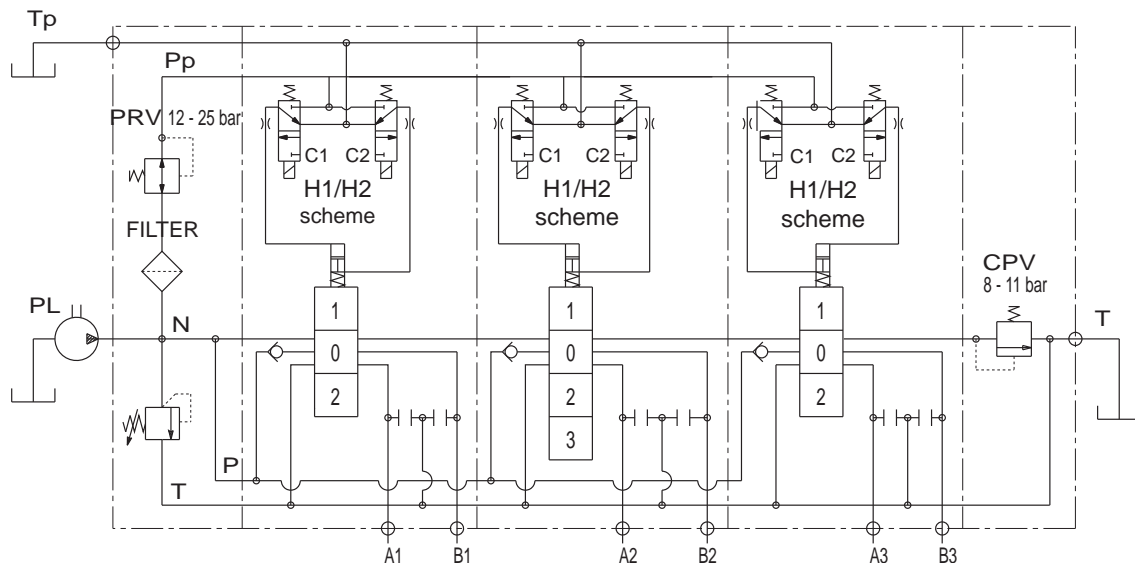 Tp
Pp
PRV 12 - 25 bar
C1 C2
H1/H2
scheme
C1 C2
H1/H2
scheme
C1 C2
H1/H2
scheme
FILTER
CPV
8 - 11 bar
PL
N
T
1
0
2
1
0
2
3
1
0
2
P
T
A1
B1
A2
B2
A3
B3